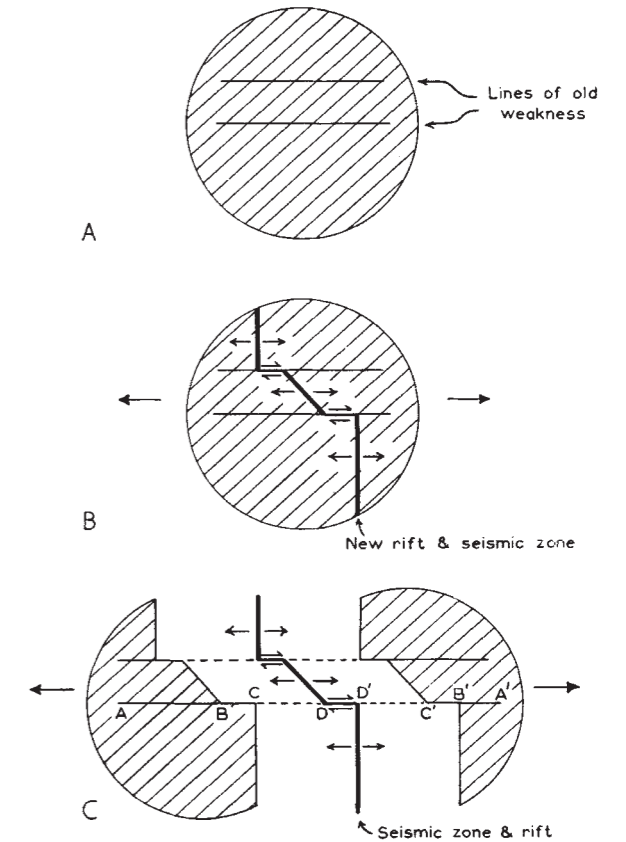 Lines of old
weakness
A
B
New rift & seismic zone
C D' B' A'
A B D C'
C
Seismic zone & rift